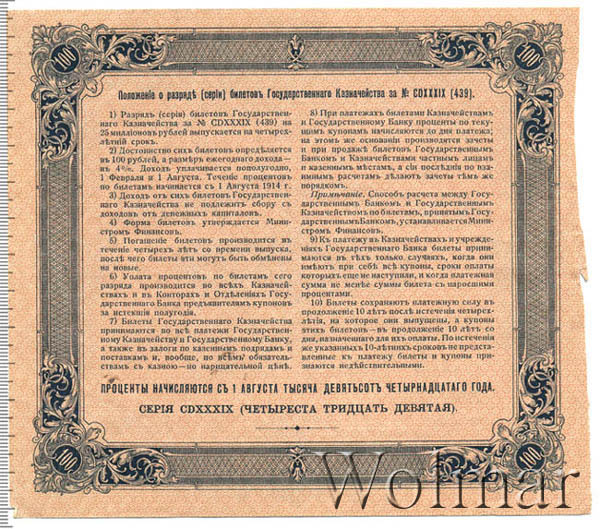 100
100
Положеніе о разрядѣ (серіи) билетовъ Государственнаго Казначейства за № CDXXXIX (439).
1) Разрядъ (серія) билетовъ Государствен-
наго Казначейства за № CDXXXIX (439) на
25 милліоновъ рублей выпускается на четырех-
лѣтній срокъ.
2) Достоинство сихъ билетовъ опредѣляется
въ 100 рублей, а размѣръ ежегоднаго дохода—
въ 4%. Доходъ уплачивается пополугодно,
1 Февраля и 1 Августа. Теченіе процентовъ
по билетамъ начинается съ 1 Августа 1914 г.
3) Доходъ отъ сихъ билетовъ Государствен-
наго Казначейства не подлежитъ сбору съ
доходовъ отъ денежныхъ капиталовъ.
4) Форма билетовъ утверждается Мини-
стромъ Финансовъ.
5) Погашеніе билетовъ производится въ
теченіе четырехъ лѣтъ со времени выпуска,
послѣ чего билеты эти могутъ быть обмѣнены
на новые.
6) Уплата процентовъ по билетамъ сего
разряда производится во всѣхъ Казначей-
ствахъ и въ Конторахъ и Отдѣленіяхъ Госу-
дарственнаго Банка предъявителямъ купоновъ
за истекшія полугодія.
7) Билеты Государственнаго Казначейства
принимаются во всѣ платежи Государствен-
ному Казначейству и Государственному Банку,
а также въ залоги по казеннымъ подрядамъ и
поставкамъ и, вообще, по всѣмъ обязатель-
ствамъ съ казною—по нарицательной цѣнѣ.
8) При платежахъ билетами Казначействамъ
и Государственному Банку проценты по теку-
щимъ купонамъ начисляются до дня платежа;
на этомъ же основаніи производятся зачеты
и при продажѣ билетовъ Государственнымъ
Банкомъ и Казначействами частнымъ лицамъ
и казеннымъ мѣстамъ, а сіи послѣднія по вза-
имнымъ расчетамъ дѣлаютъ зачеты тѣмъ же
порядкомъ.
Примѣчаніе. Способъ расчета между Госу-
дарственнымъ Банкомъ и Государственнымъ
Казначействомъ по билетамъ, принятымъ Госу-
дарственнымъ Банкомъ, устанавливается Мини-
стромъ Финансовъ.
9) Къ платежу въ Казначействахъ и учрежде-
ніяхъ Государственнаго Банка билеты прини-
маются въ тѣхъ только случаяхъ, когда они
имѣютъ при себѣ всѣ купоны, сроки оплаты
которыхъ еще не наступили, и когда платежная
сумма не менѣе суммы билета съ наросшими
процентами.
10) Билеты сохраняютъ платежную силу въ
продолженіе 10 лѣтъ послѣ истеченія четырех-
лѣтія, на которое они выпущены, а купоны
этихъ билетовъ—въ продолженіе 10 лѣтъ со
дня, назначеннаго для ихъ оплаты. По истеченіи
же указанныхъ 10-лѣтнихъ сроковъ не предста-
вленные къ платежу билеты и купоны при-
знаются недѣйствительными.
ПРОЦЕНТЫ НАЧИСЛЯЮТСЯ СЪ 1 АВГУСТА ТЫСЯЧА ДЕВЯТЬСОТЪ ЧЕТЫРНАДЦАТАГО ГОДА.
СЕРІЯ CDXXXIX (ЧЕТЫРЕСТА ТРИДЦАТЬ ДЕВЯТАЯ).
100
100
Wolmar